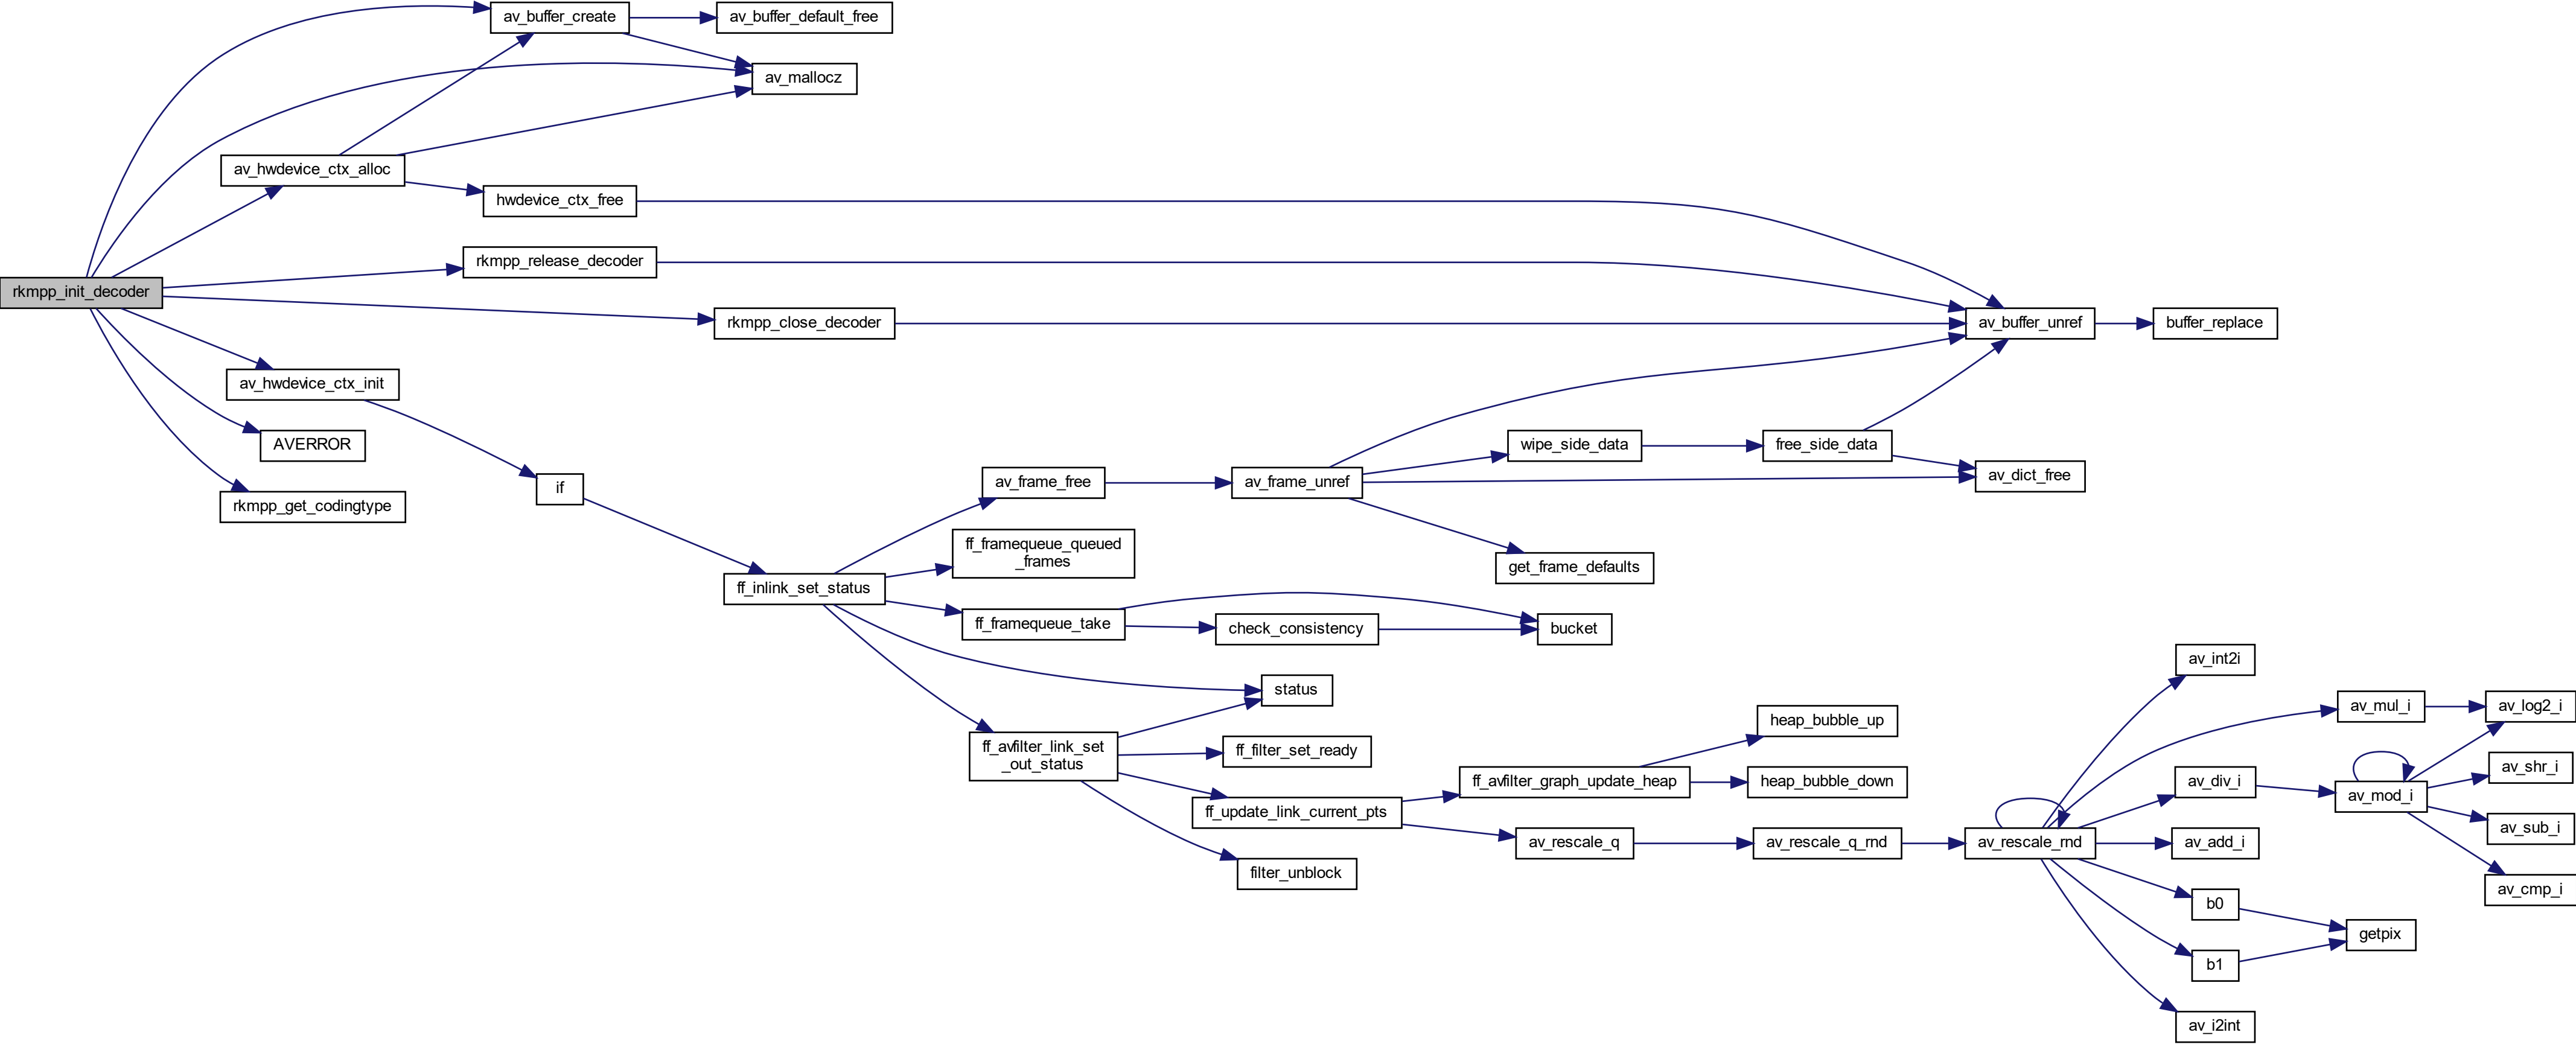 av_buffer_create
av_buffer_default_free
av_mallocz
av_hwdevice_ctx_alloc
hwdevice_ctx_free
rkmpp_release_decoder
rkmpp_init_decoder
rkmpp_close_decoder
av_buffer_unref
buffer_replace
av_hwdevice_ctx_init
AVERROR
rkmpp_get_codingtype
if
wipe_side_data
free_side_data
av_frame_free
av_frame_unref
av_dict_free
ff_framequeue_queued
_frames
get_frame_defaults
ff_inlink_set_status
ff_framequeue_take
check_consistency
bucket
status
ff_avfilter_link_set
_out_status
ff_filter_set_ready
heap_bubble_up
ff_avfilter_graph_update_heap
heap_bubble_down
ff_update_link_current_pts
av_rescale_q
av_rescale_q_rnd
av_rescale_rnd
filter_unblock
av_int2i
av_mul_i
av_log2_i
av_div_i
av_mod_i
av_shr_i
av_sub_i
av_add_i
av_cmp_i
b0
getpix
b1
av_i2int